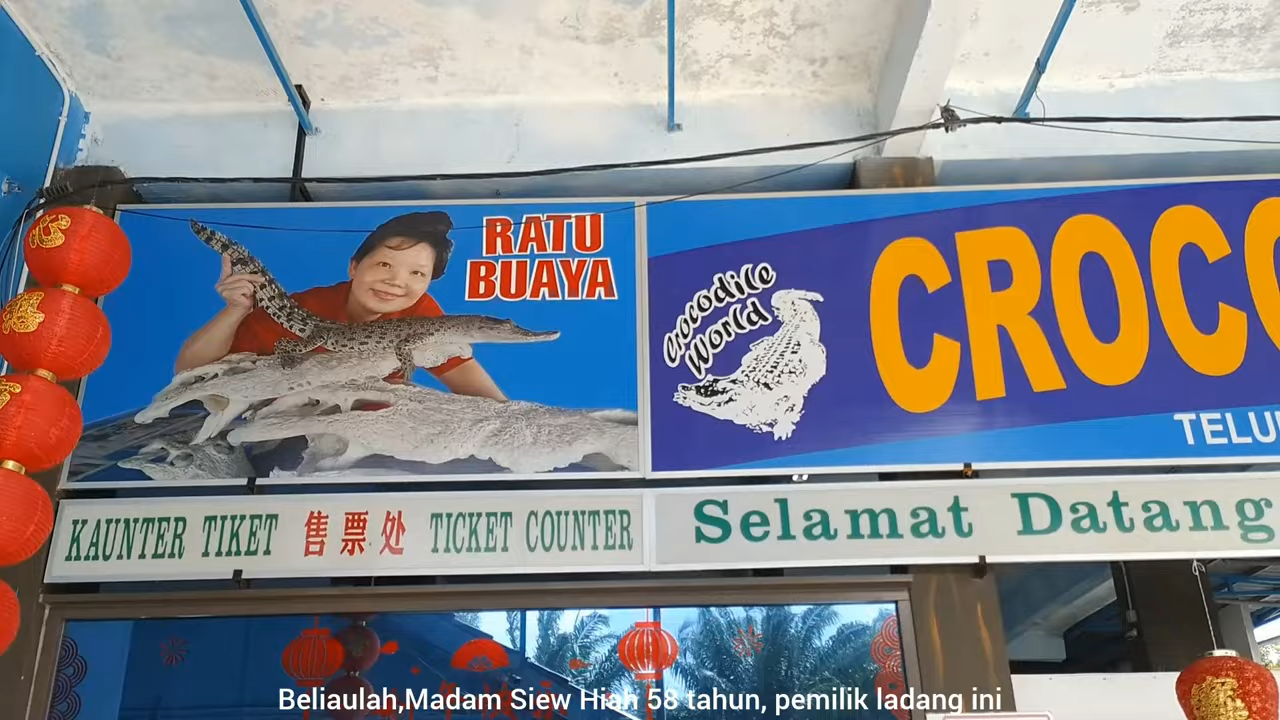 RATU
BUAYA
Crocodile
World
CROCO
TELU
KAUNTER TIKET 售票处 TICKET COUNTER
Selamat Datang
Beliaulah,Madam Siew Hiah 58 tahun, pemilik ladang ini